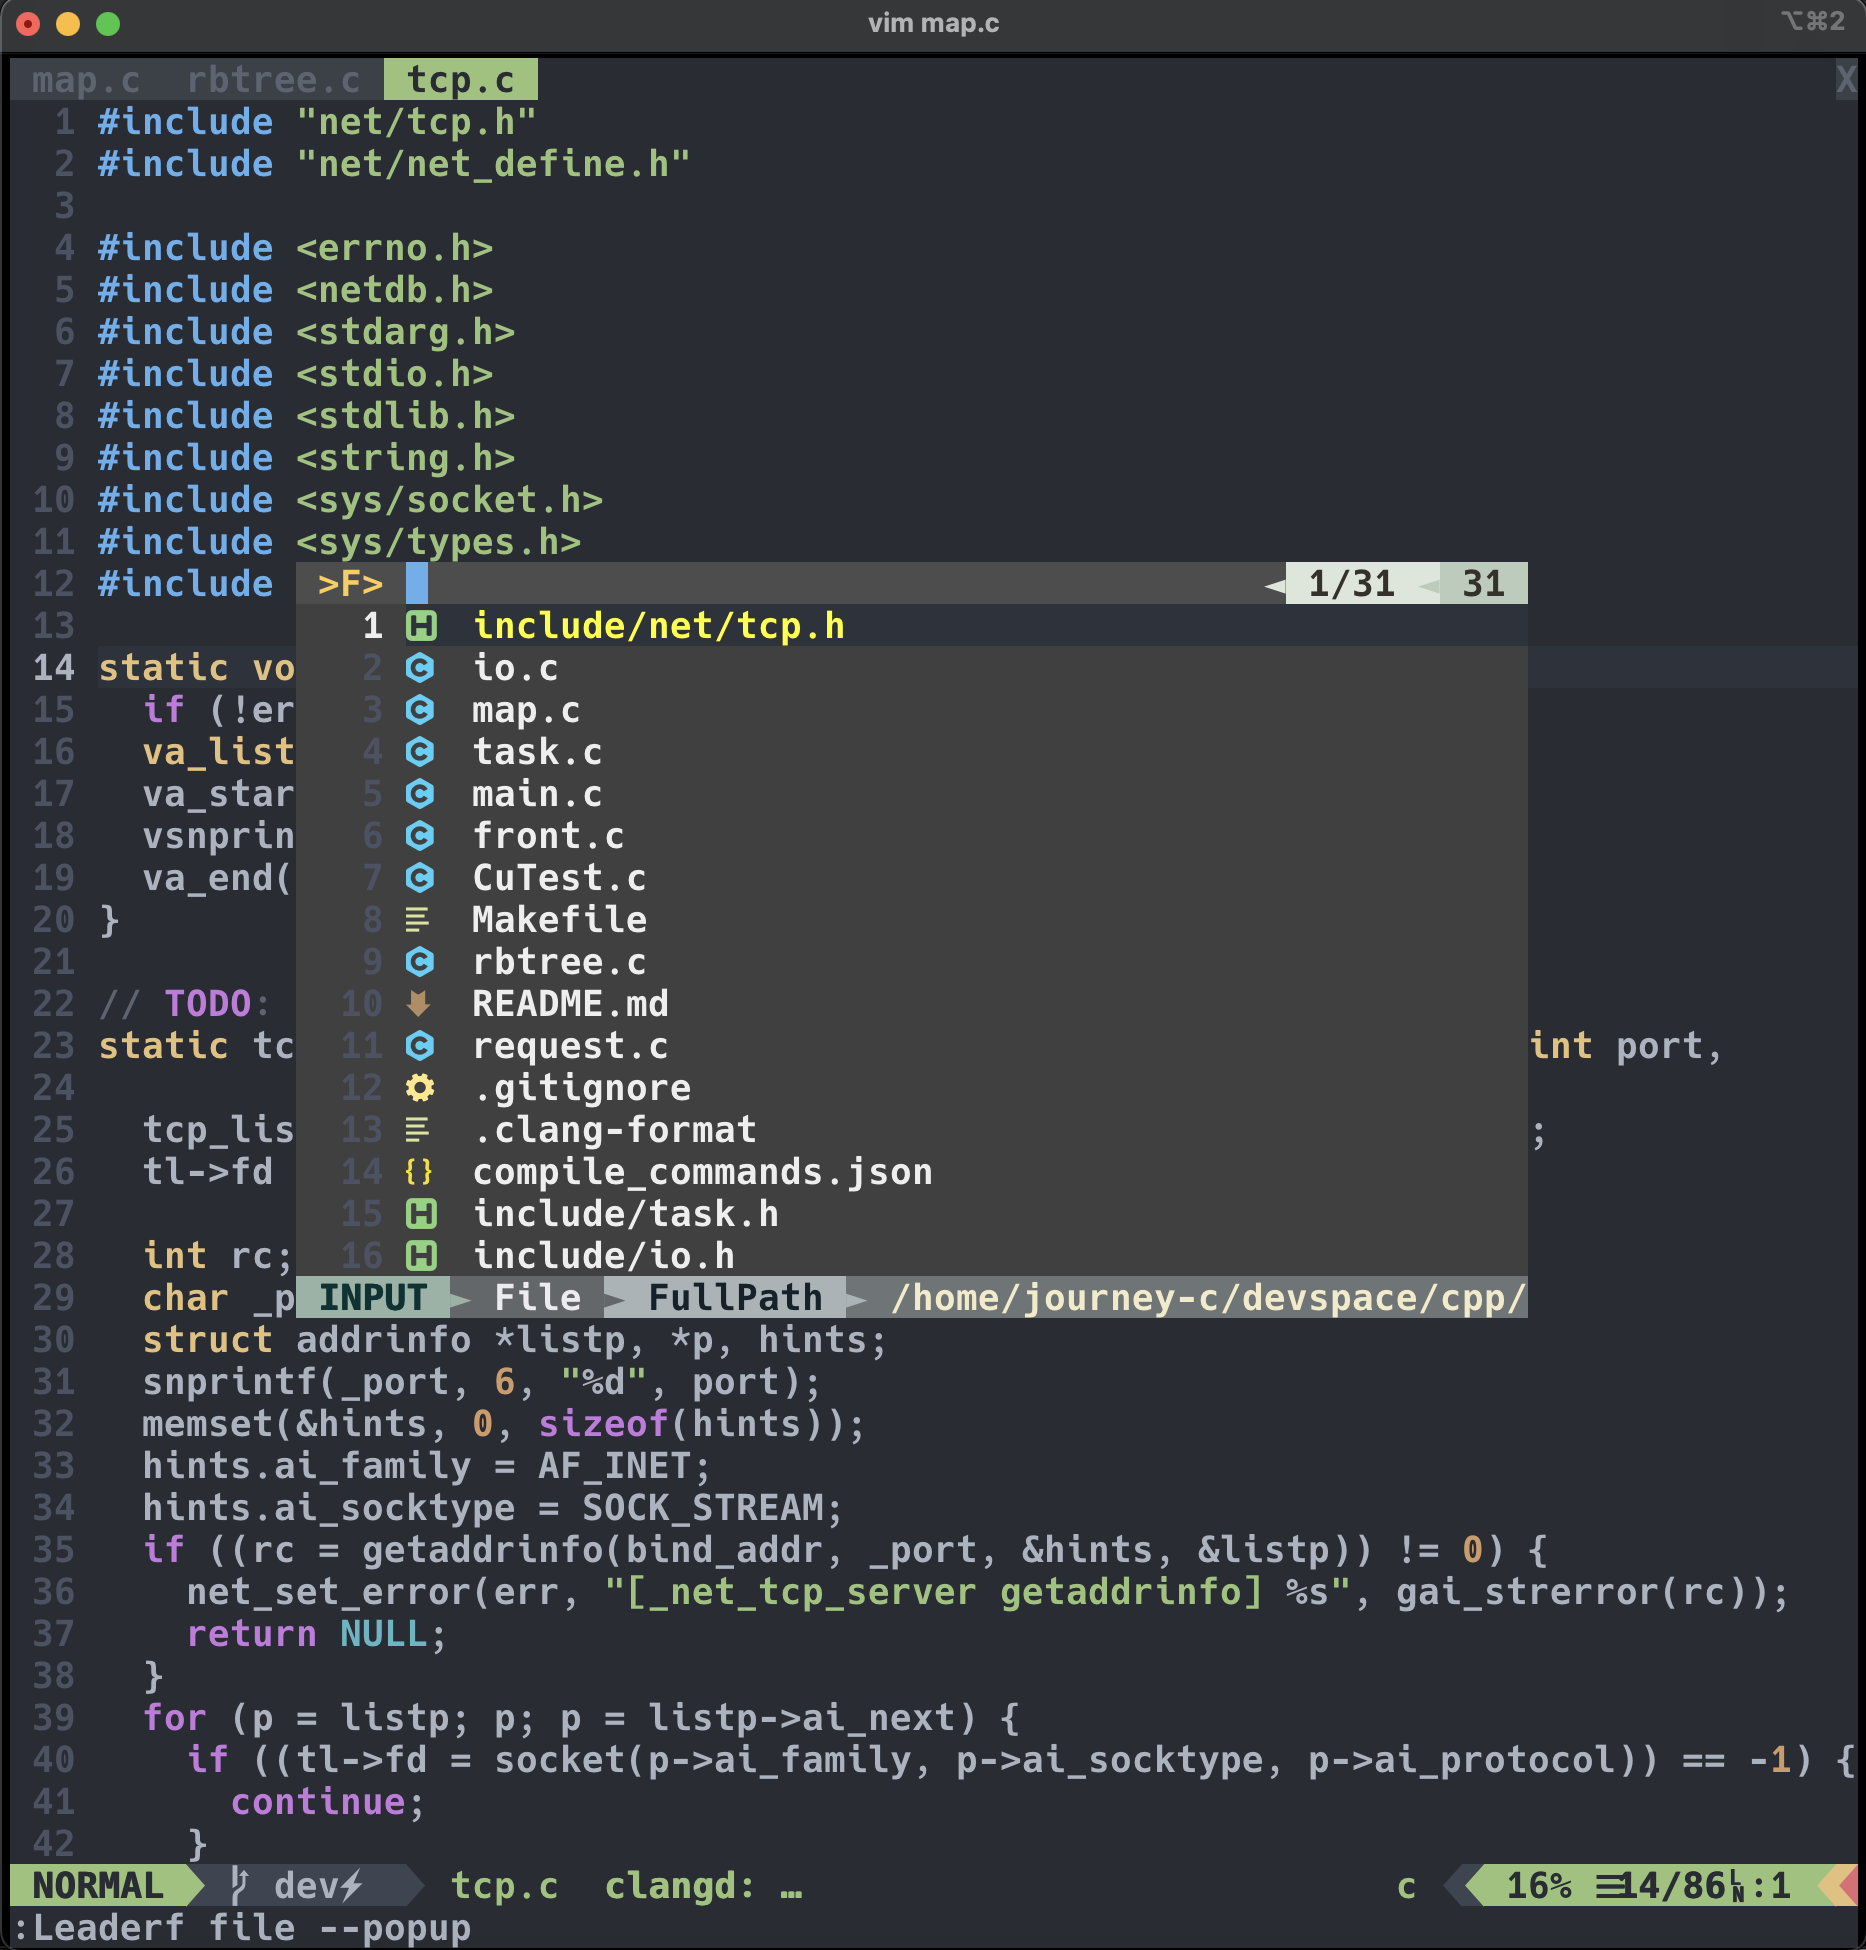 vim map.c ⌥⌘2
map.c rbtree.c tcp.c X
1 #include "net/tcp.h"
2 #include "net/net_define.h"
3
4 #include <errno.h>
5 #include <netdb.h>
6 #include <stdarg.h>
7 #include <stdio.h>
8 #include <stdlib.h>
9 #include <string.h>
10 #include <sys/socket.h>
11 #include <sys/types.h>
12 #include >F> 1/31 31
13 1 include/net/tcp.h
14 static vo 2 io.c
15   if (!er 3 map.c
16   va_list 4 task.c
17   va_star 5 main.c
18   vsnprin 6 front.c
19   va_end( 7 CuTest.c
20 } 8 Makefile
21 9 rbtree.c
22 // TODO: 10 README.md
23 static tc 11 request.c int port,
24 12 .gitignore
25   tcp_lis 13 .clang-format ;
26   tl->fd 14 {} compile_commands.json
27 15 include/task.h
28   int rc; 16 include/io.h
29   char _p INPUT File FullPath /home/journey-c/devspace/cpp/
30   struct addrinfo *listp, *p, hints;
31   snprintf(_port, 6, "%d", port);
32   memset(&hints, 0, sizeof(hints));
33   hints.ai_family = AF_INET;
34   hints.ai_socktype = SOCK_STREAM;
35   if ((rc = getaddrinfo(bind_addr, _port, &hints, &listp)) != 0) {
36     net_set_error(err, "[_net_tcp_server getaddrinfo] %s", gai_strerror(rc));
37     return NULL;
38   }
39   for (p = listp; p; p = listp->ai_next) {
40     if ((tl->fd = socket(p->ai_family, p->ai_socktype, p->ai_protocol)) == -1) {
41       continue;
42     }
NORMAL dev⚡ tcp.c clangd: … c 16% ☰14/86␤:1
:Leaderf file --popup